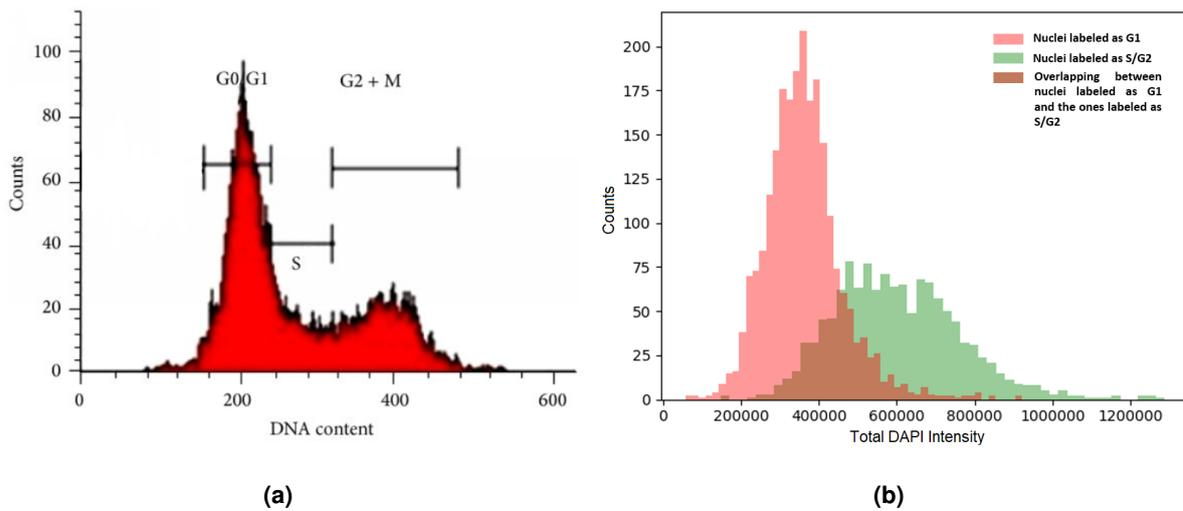 100
80
60
40
20
0
Counts
G0 G1
G2 + M
S
0 200 400 600
DNA content
(a)
200
175
150
125
100
75
50
25
0
Counts
Nuclei labeled as G1
Nuclei labeled as S/G2
Overlapping between
nuclei labeled as G1
and the ones labeled as
S/G2
0 200000 400000 600000 800000 1000000 1200000
Total DAPI Intensity
(b)